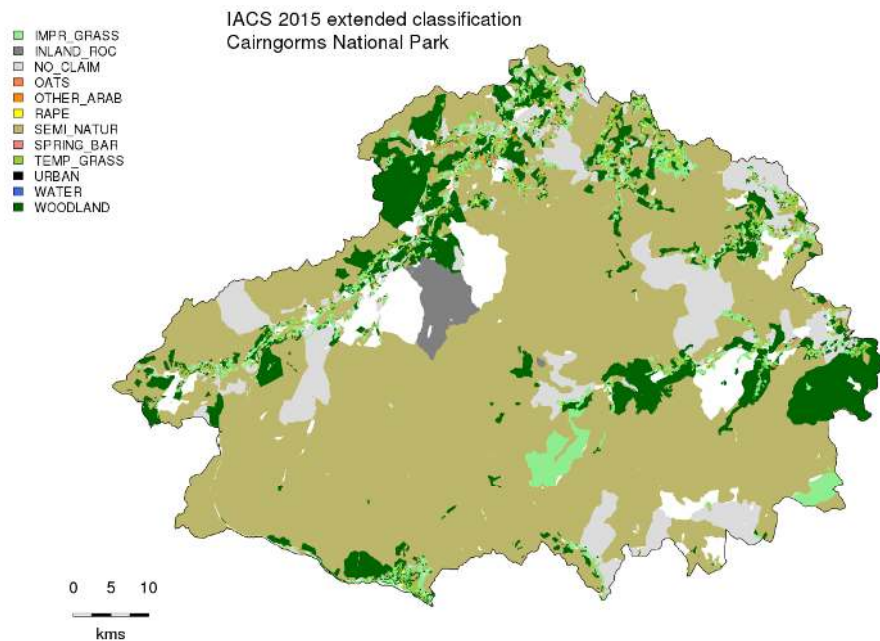 IACS 2015 extended classification
Cairngorms National Park
IMPR_GRASS
INLAND_ROC
NO_CLAIM
OATS
OTHER_ARAB
RAPE
SEMI_NATUR
SPRING_BAR
TEMP_GRASS
URBAN
WATER
WOODLAND
0 5 10
kms